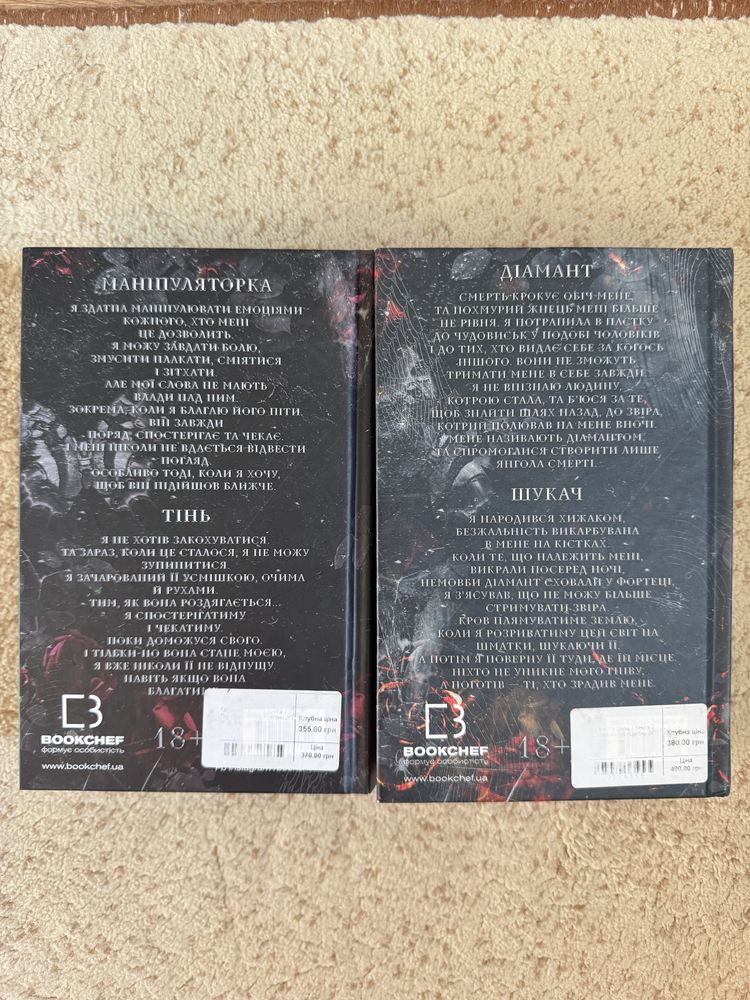 МАНІПУЛЯТОРКА
Я ЗДАТНА МАНІПУЛЮВАТИ ЕМОЦІЯМИ
КОЖНОГО, ХТО МЕНІ
ЦЕ ДОЗВОЛИТЬ.
Я МОЖУ ЗАВДАТИ БОЛЮ,
ЗМУСИТИ ПЛАКАТИ, СМІЯТИСЯ
І ЗІТХАТИ.
АЛЕ МОЇ СЛОВА НЕ МАЮТЬ
ВЛАДИ НАД НИМ.
ЗОКРЕМА, КОЛИ Я БЛАГАЮ ЙОГО ПІТИ.
ВІН ЗАВЖДИ
ПОРЯД, СПОСТЕРІГАЄ ТА ЧЕКАЄ.
І МЕНІ НІКОЛИ НЕ ВДАЄТЬСЯ ВІДВЕСТИ
ПОГЛЯД.
ОСОБЛИВО ТОДІ, КОЛИ Я ХОЧУ,
ЩОБ ВІН ПІДІЙШОВ БЛИЖЧЕ.
ТІНЬ
Я НЕ ХОТІВ ЗАКОХУВАТИСЯ.
ТА ЗАРАЗ, КОЛИ ЦЕ СТАЛОСЯ, Я НЕ МОЖУ
ЗУПИНИТИСЯ.
Я ЗАЧАРОВАНИЙ ЇЇ УСМІШКОЮ, ОЧИМА
Й РУХАМИ.
ТИМ, ЯК ВОНА РОЗДЯГАЄТЬСЯ...
Я СПОСТЕРІГАТИМУ
І ЧЕКАТИМУ.
ПОКИ ДОМОЖУСЯ СВОГО.
І ТІЛЬКИ-НО ВОНА СТАНЕ МОЄЮ,
Я ВЖЕ НІКОЛИ ЇЇ НЕ ВІДПУЩУ.
НАВІТЬ ЯКЩО ВОНА
БЛАГАТИМЕ
BOOKCHEF
формує особистість
www.bookchef.ua
18+
Клубна ціна
355.00 грн
Ціна
370.00 грн
ДІАМАНТ
СМЕРТЬ КРОКУЄ ОБІЧ МЕНЕ,
ТА ПОХМУРИЙ ЖНЕЦЬ МЕНІ БІЛЬШЕ
НЕ РІВНЯ. Я ПОТРАПИЛА В ПАСТКУ
ДО ЧУДОВИСЬК У ПОДОБІ ЧОЛОВІКІВ
І ДО ТИХ, ХТО ВИДАЄ СЕБЕ ЗА КОГОСЬ
ІНШОГО. ВОНИ НЕ ЗМОЖУТЬ
ТРИМАТИ МЕНЕ В СЕБЕ ЗАВЖДИ.
Я НЕ ВПІЗНАЮ ЛЮДИНУ,
КОТРОЮ СТАЛА, ТА Б'ЮСЯ ЗА ТЕ,
ЩОБ ЗНАЙТИ ШЛЯХ НАЗАД, ДО ЗВІРА,
КОТРИЙ ПОЛЮВАВ НА МЕНЕ ВНОЧІ.
МЕНЕ НАЗИВАЮТЬ ДІАМАНТОМ,
ТА СПРОМОГЛИСЯ СТВОРИТИ ЛИШЕ
ЯНГОЛА СМЕРТІ.
ШУКАЧ
Я НАРОДИВСЯ ХИЖАКОМ,
БЕЗЖАЛЬНІСТЬ ВИКАРБУВАНА
В МЕНЕ НА КІСТКАХ.
КОЛИ ТЕ, ЩО НАЛЕЖИТЬ МЕНІ,
ВИКРАЛИ ПОСЕРЕД НОЧІ,
НЕМОВБИ ДІАМАНТ СХОВАЛИ У ФОРТЕЦІ,
Я З'ЯСУВАВ, ЩО НЕ МОЖУ БІЛЬШЕ
СТРИМУВАТИ ЗВІРА.
КРОВ ПЛЯМУВАТИМЕ ЗЕМЛЮ,
КОЛИ Я РОЗРИВАТИМУ ЦЕЙ СВІТ НА
ШМАТКИ, ШУКАЮЧИ ЇЇ.
А ПОТІМ Я ПОВЕРНУ ЇЇ ТУДИ, ДЕ ЇЙ МІСЦЕ.
НІХТО ЦЕ УНИКНЕ МОГО ГНІВУ,
А ПОГОТІВ — ТІ, ХТО ЗРАДИВ МЕНЕ.
BOOKCHEF
формує особистість
www.bookchef.ua
18+
Клубна ціна
380.00 грн
Ціна
400.00 грн